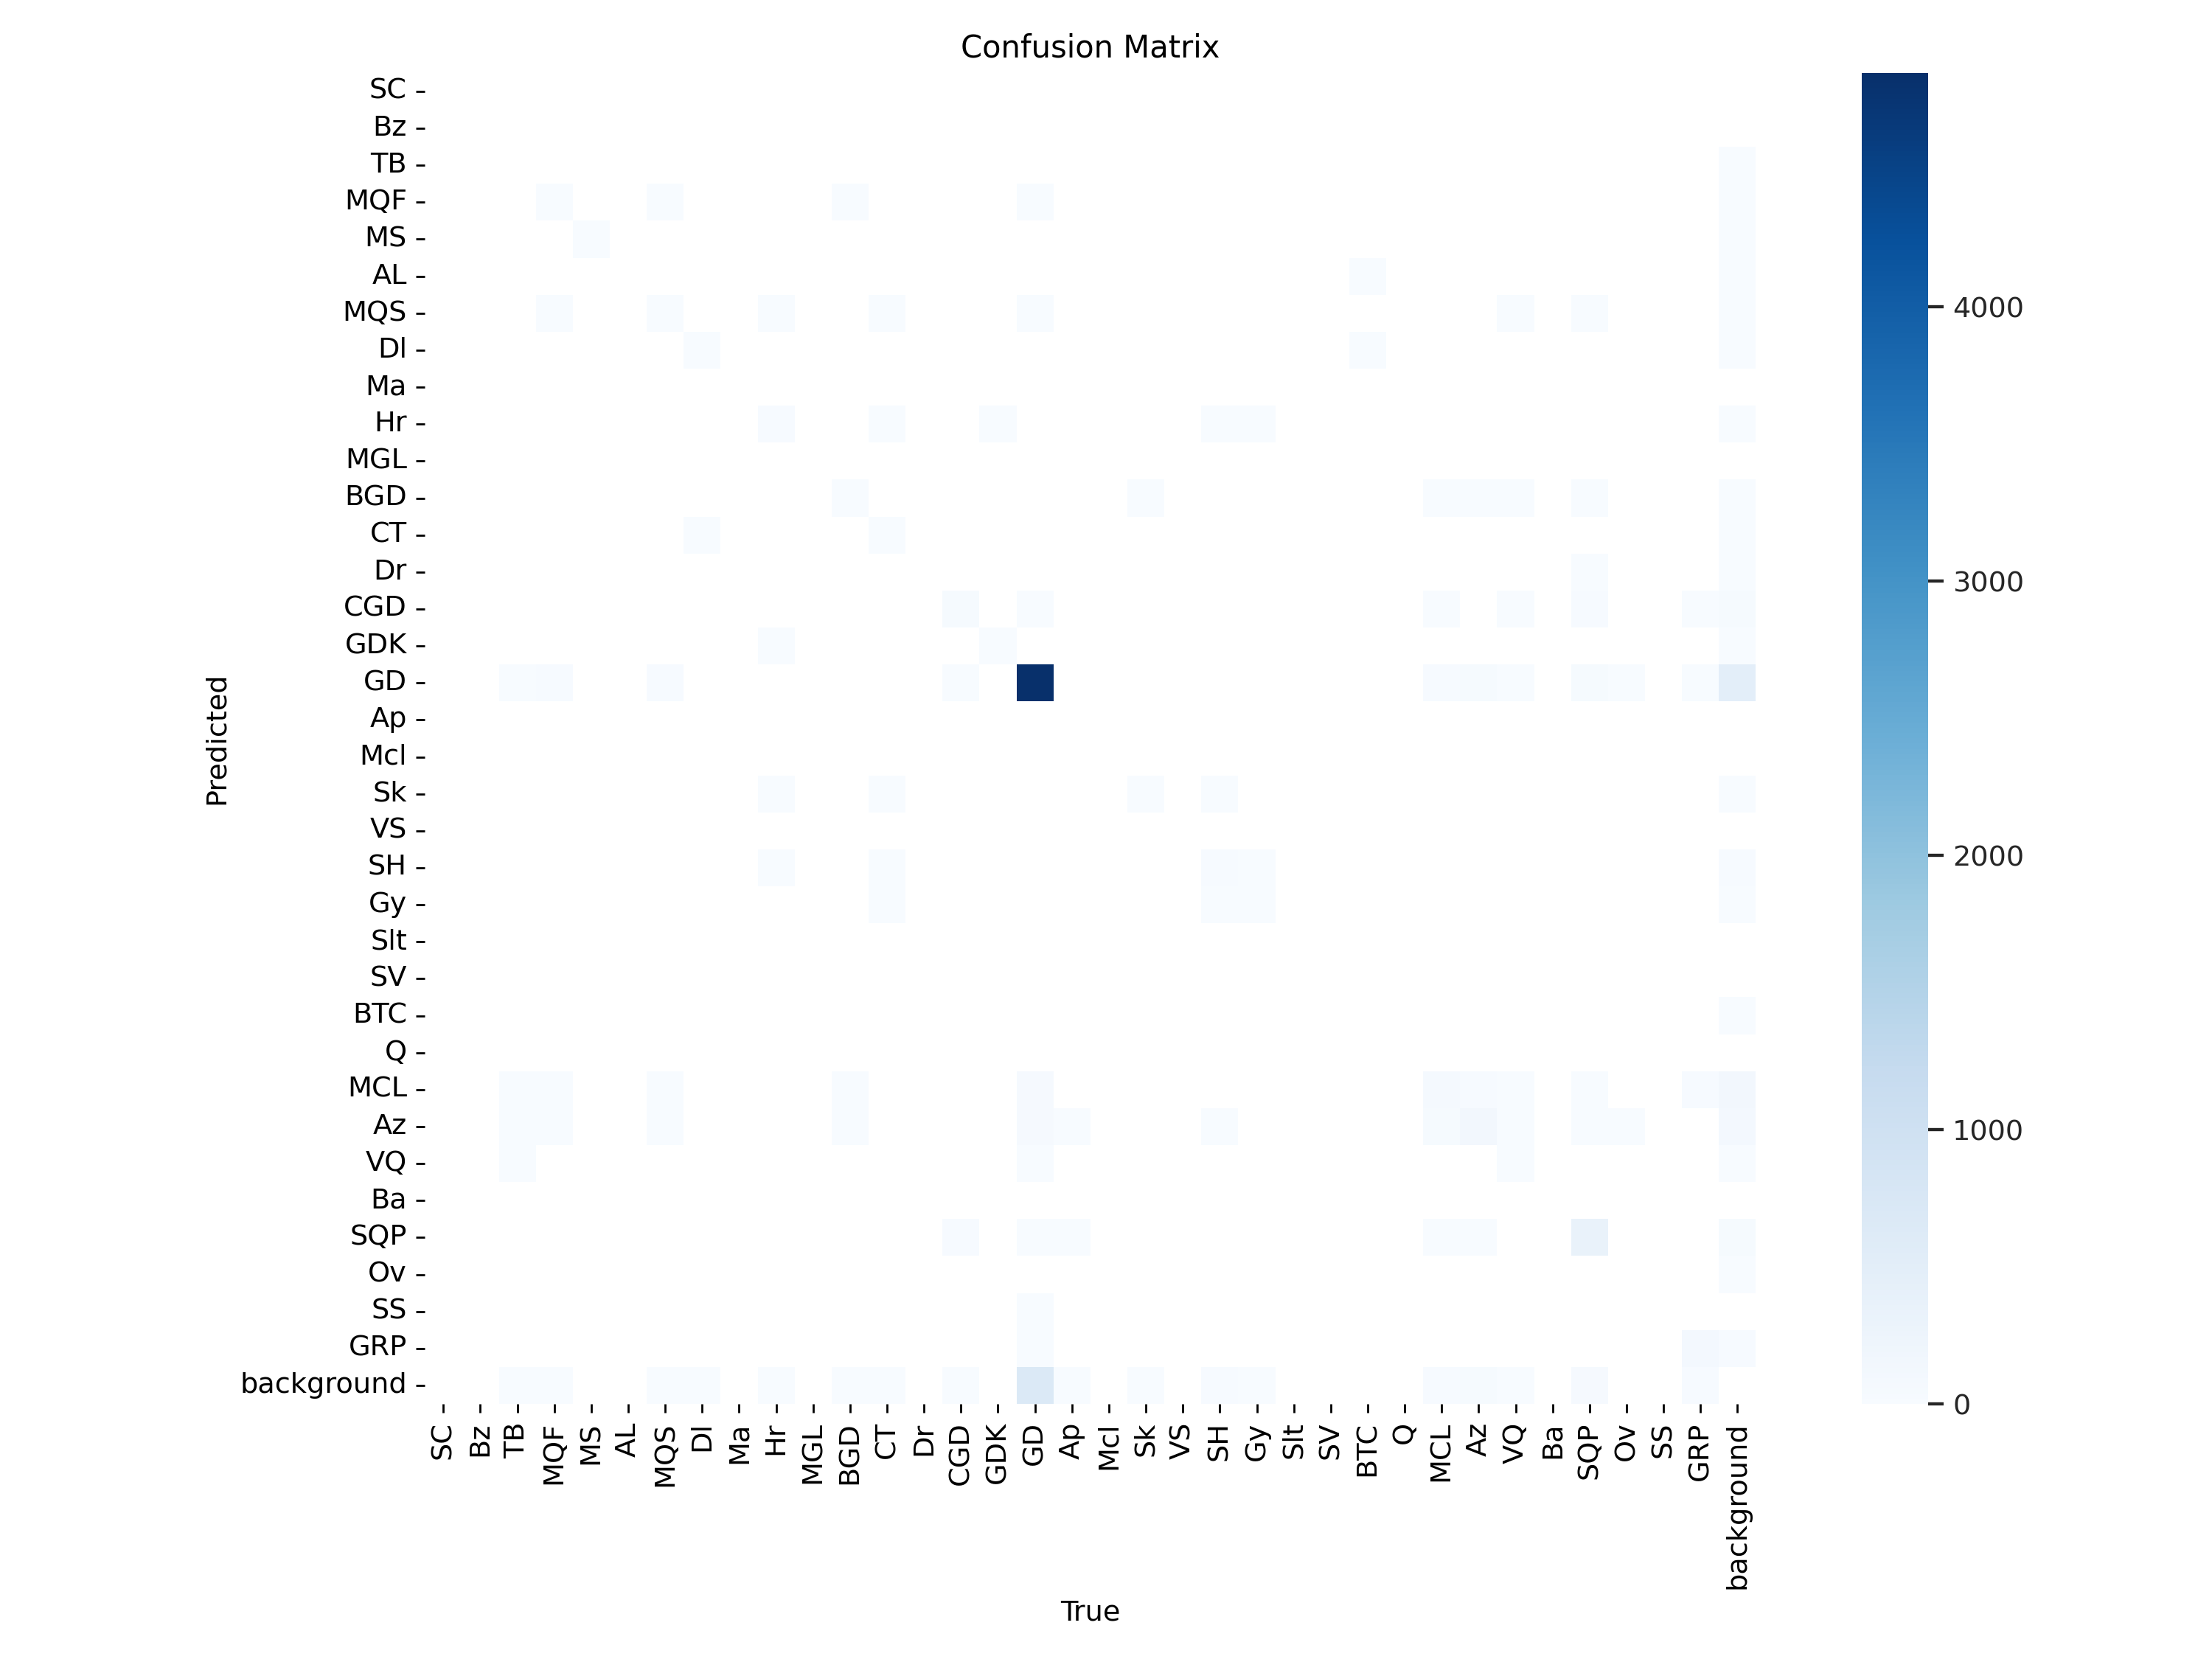 Confusion Matrix
Predicted
SC
Bz
TB
MQF
MS
AL
MQS
Dl
Ma
Hr
MGL
BGD
CT
Dr
CGD
GDK
GD
Ap
Mcl
Sk
VS
SH
Gy
Slt
SV
BTC
Q
MCL
Az
VQ
Ba
SQP
Ov
SS
GRP
background
SC Bz TB MQF MS AL MQS Dl Ma Hr MGL BGD CT Dr CGD GDK GD Ap Mcl Sk VS SH Gy Slt SV BTC Q MCL Az VQ Ba SQP Ov SS GRP background
True
4000
3000
2000
1000
0